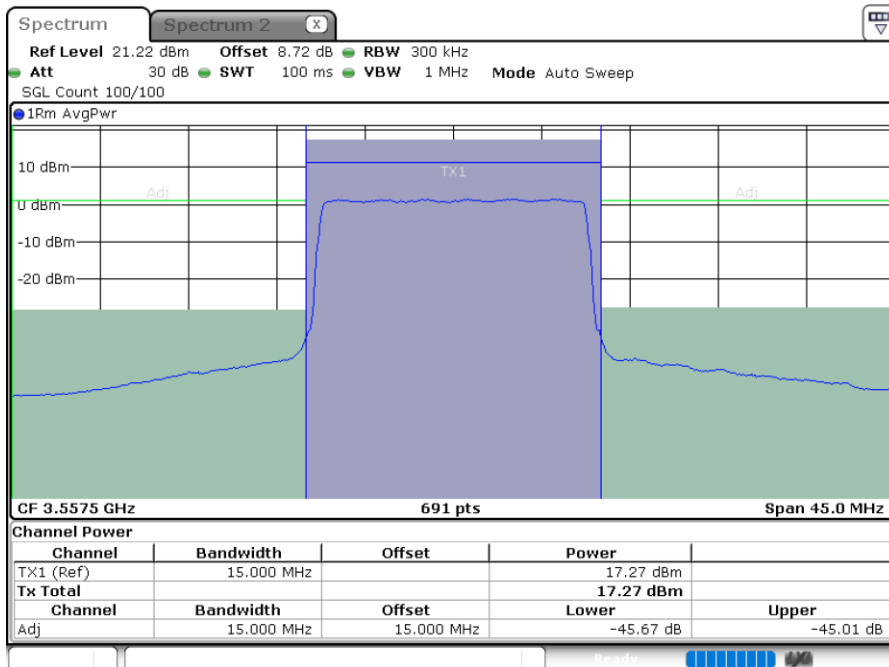 Spectrum Spectrum 2 X
Ref Level 21.22 dBm Offset 8.72 dB RBW 300 kHz
Att 30 dB SWT 100 ms VBW 1 MHz Mode Auto Sweep
SGL Count 100/100
1Rm AvgPwr
10 dBm
TX1
Adj Adj
0 dBm
-10 dBm
-20 dBm
CF 3.5575 GHz 691 pts Span 45.0 MHz
Channel Power
Channel Bandwidth Offset Power
TX1 (Ref) 15.000 MHz 17.27 dBm
Tx Total 17.27 dBm
Channel Bandwidth Offset Lower Upper
Adj 15.000 MHz 15.000 MHz -45.67 dB -45.01 dB
Ready